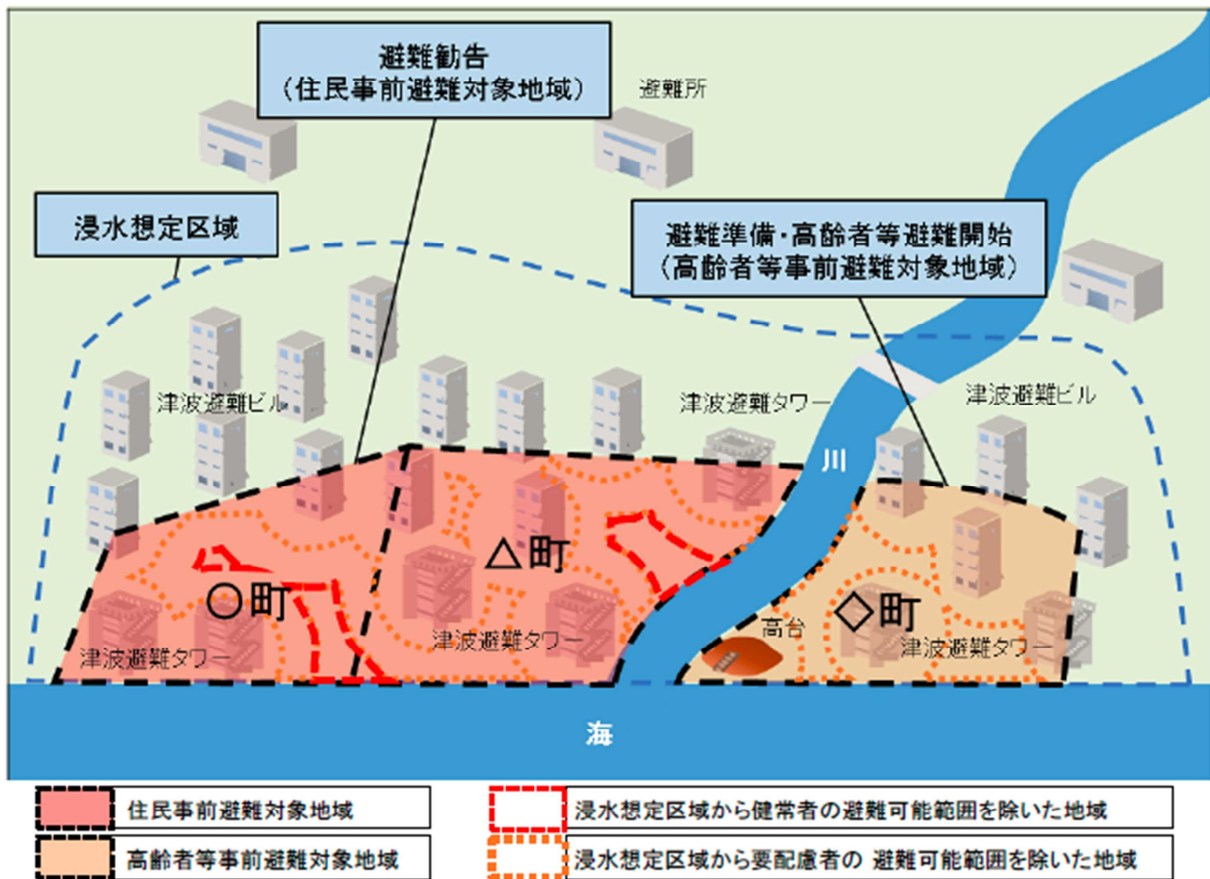 避難勧告
（住民事前避難対象地域）
避難所
浸水想定区域
避難準備・高齢者等避難開始
（高齢者等事前避難対象地域）
津波避難ビル
津波避難タワー
津波避難ビル
川
△町
〇町
◇町
高台
津波避難タワー
津波避難タワー
津波避難タワー
海
住民事前避難対象地域
浸水想定区域から健常者の避難可能範囲を除いた地域
高齢者等事前避難対象地域
浸水想定区域から要配慮者の 避難可能範囲を除いた地域